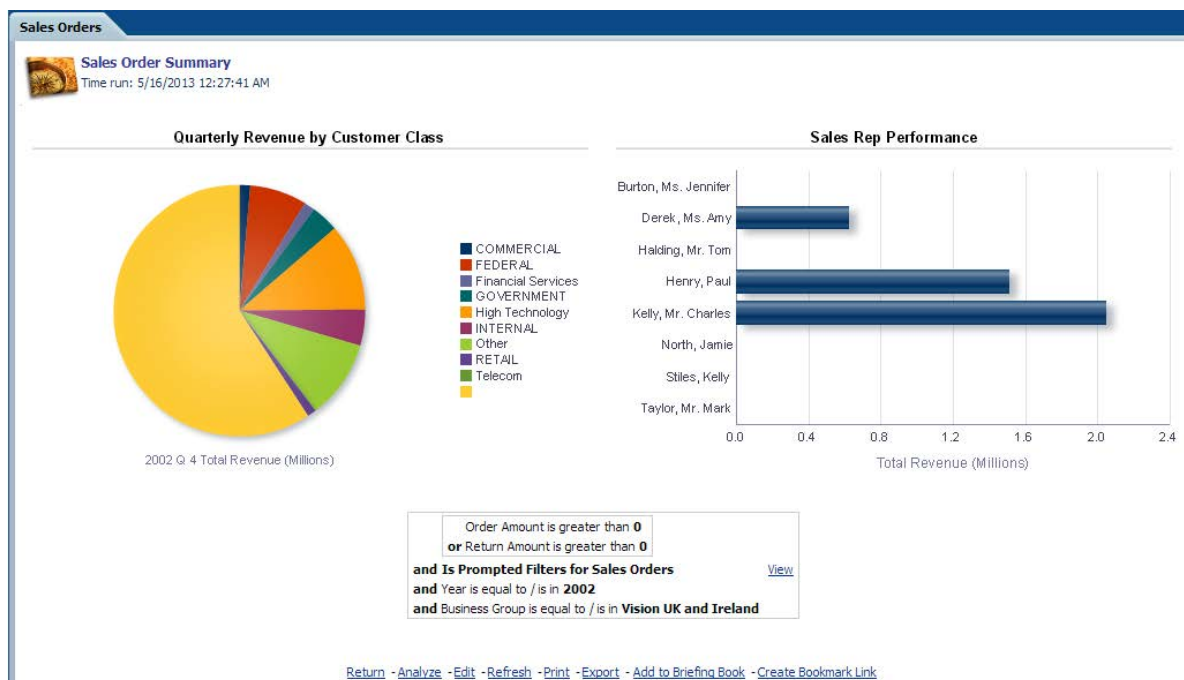 Sales Orders
Sales Order Summary
Time run: 5/16/2013 12:27:41 AM
Quarterly Revenue by Customer Class
COMMERCIAL
FEDERAL
Financial Services
GOVERNMENT
High Technology
INTERNAL
Other
RETAIL
Telecom
2002 Q 4 Total Revenue (Millions)
Sales Rep Performance
Burton, Ms. Jennifer
Derek, Ms. Amy
Halding, Mr. Tom
Henry, Paul
Kelly, Mr. Charles
North, Jamie
Stiles, Kelly
Taylor, Mr. Mark
0.0 0.4 0.8 1.2 1.6 2.0 2.4
Total Revenue (Millions)
Order Amount is greater than 0
or Return Amount is greater than 0
and Is Prompted Filters for Sales Orders View
and Year is equal to / is in 2002
and Business Group is equal to / is in Vision UK and Ireland
Return - Analyze - Edit - Refresh - Print - Export - Add to Briefing Book - Create Bookmark Link